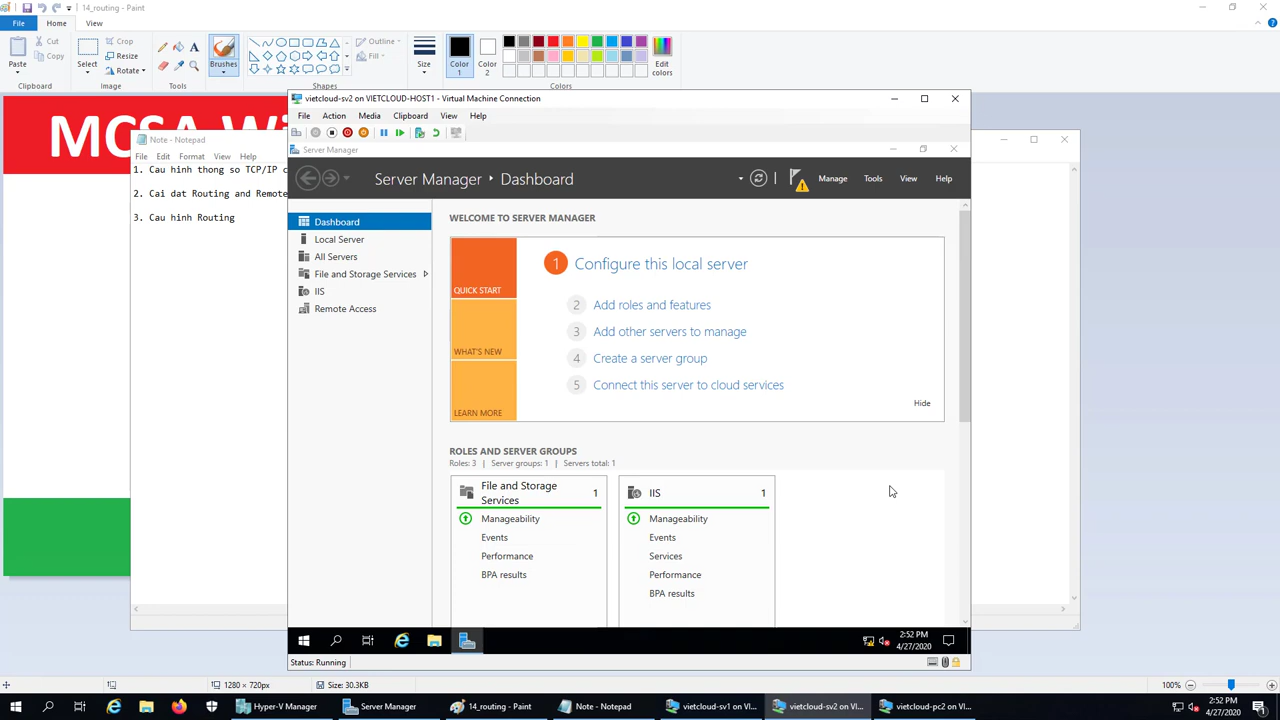 14_routing - Paint
File
Home
View
Paste
Cut
Copy
Clipboard
Select
Crop
Resize
Rotate
Image
Tools
Brushes
Outline
Fill
Shapes
Size
Color 1
Color 2
Edit colors
Colors
MCSA Wi
Note - Notepad
File Edit Format View Help
1. Cau hinh thong so TCP/IP c
2. Cai dat Routing and Remote
3. Cau hinh Routing
vietcloud-sv2 on VIETCLOUD-HOST1 - Virtual Machine Connection
File Action Media Clipboard View Help
Server Manager
Server Manager • Dashboard
Manage Tools View Help
Dashboard
Local Server
All Servers
File and Storage Services
IIS
Remote Access
WELCOME TO SERVER MANAGER
QUICK START
WHAT'S NEW
LEARN MORE
1 Configure this local server
2 Add roles and features
3 Add other servers to manage
4 Create a server group
5 Connect this server to cloud services
Hide
ROLES AND SERVER GROUPS
Roles: 3 | Server groups: 1 | Servers total: 1
File and Storage Services 1
Manageability
Events
Performance
BPA results
IIS 1
Manageability
Events
Services
Performance
BPA results
2:52 PM
4/27/2020
Status: Running
1280 × 720px
Size: 30.3KB
100%
Hyper-V Manager
Server Manager
14_routing - Paint
Note - Notepad
vietcloud-sv1 on VI...
vietcloud-sv2 on VI...
vietcloud-pc2 on VI...
2:52 PM
4/27/2020